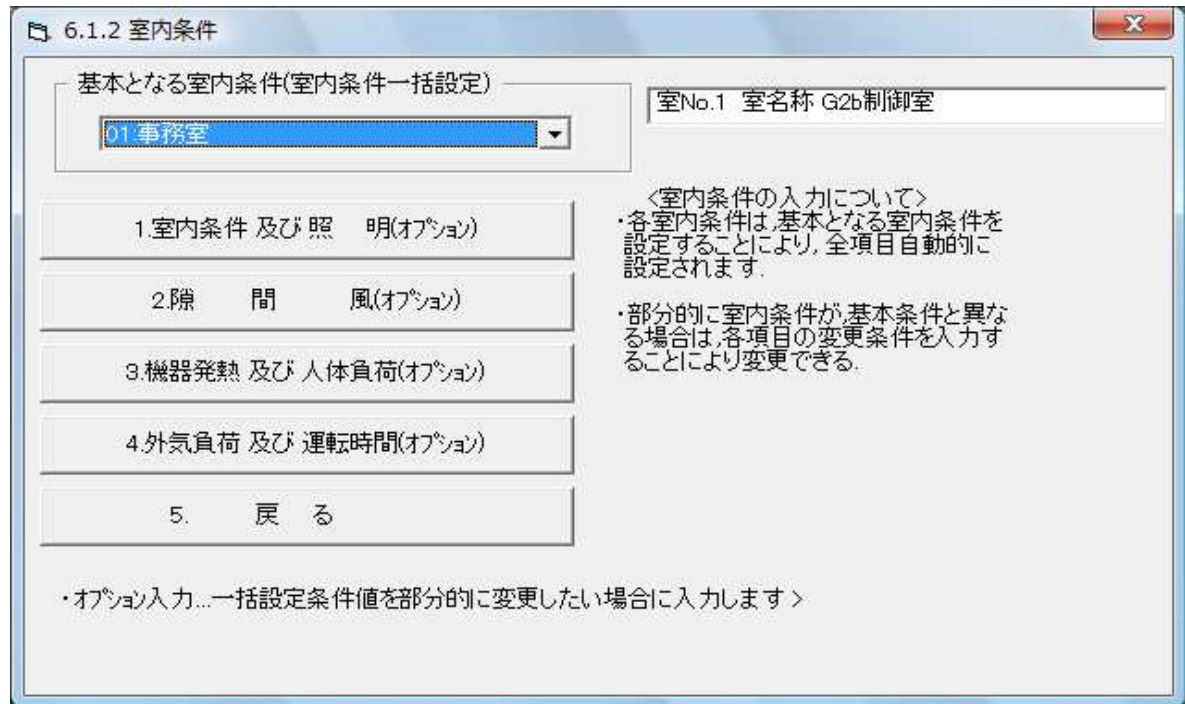 6.1.2 室内条件
基本となる室内条件(室内条件一括設定)
01:事務室
室No.1 室名称 G2b制御室
1.室内条件 及び 照 明(オプション)
2.隙 間 風(オプション)
3.機器発熱 及び 人体負荷(オプション)
4.外気負荷 及び 運転時間(オプション)
5. 戻 る
<室内条件の入力について>
・各室内条件は,基本となる室内条件を
設定することにより, 全項目自動的に
設定されます.
・部分的に室内条件が,基本条件と異な
る場合は,各項目の変更条件を入力す
ることにより変更できる.
・オプション入力...一括設定条件値を部分的に変更したい場合に入力します >